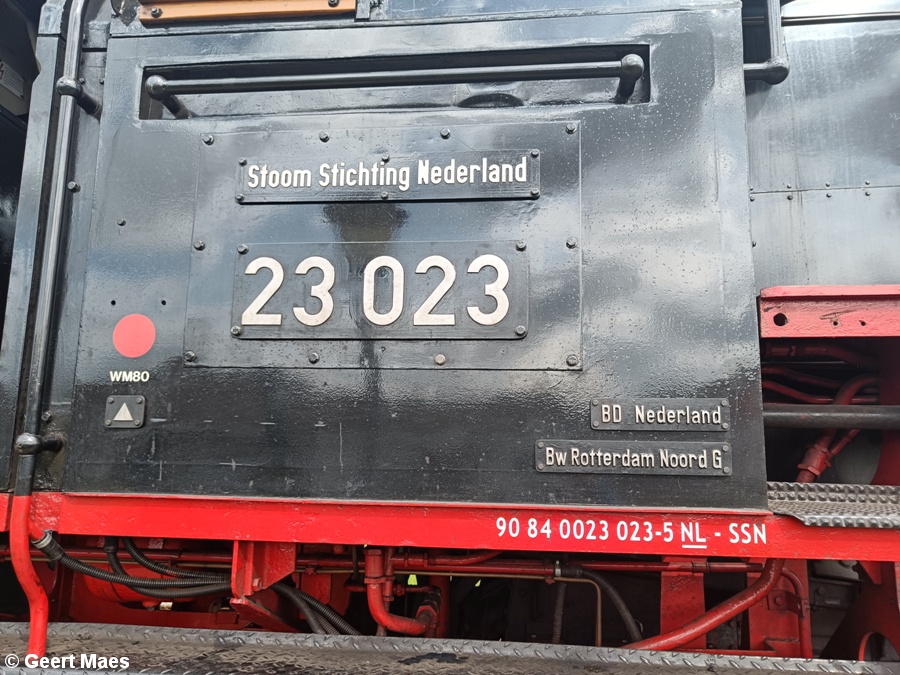 Stoom Stichting Nederland
23 023
WM80
BD Nederland
Bw Rotterdam Noord G
90 84 0023 023-5 NL - SSN
© Geert Maes